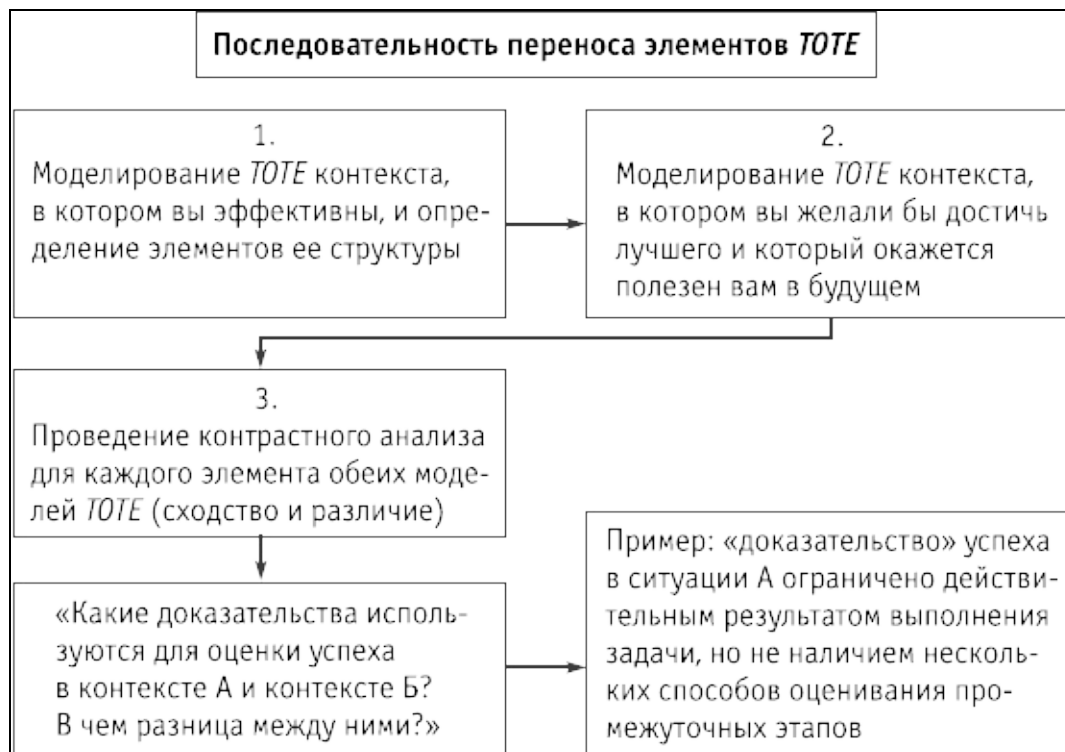 Последовательность переноса элементов TOTE
1.
Моделирование TOTE контекста,
в котором вы эффективны, и опре-
деление элементов ее структуры
2.
Моделирование TOTE контекста,
в котором вы желали бы достичь
лучшего и который окажется
полезен вам в будущем
3.
Проведение контрастного анализа
для каждого элемента обеих моде-
лей TOTE (сходство и различие)
«Какие доказательства исполь-
зуются для оценки успеха
в контексте А и контексте Б?
В чем разница между ними?»
Пример: «доказательство» успеха
в ситуации А ограничено действи-
тельным результатом выполнения
задачи, но не наличием несколь-
ких способов оценивания про-
межуточных этапов